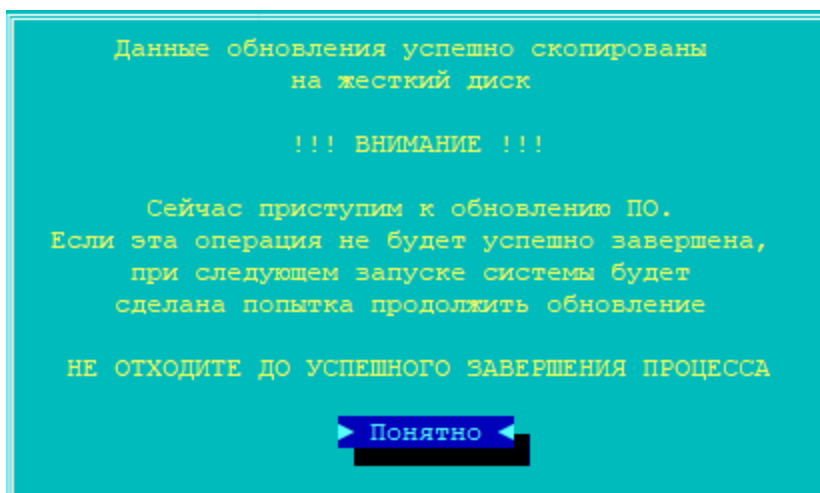 Данные обновления успешно скопированы
на жесткий диск
!!! ВНИМАНИЕ !!!
Сейчас приступим к обновлению ПО.
Если эта операция не будет успешно завершена,
при следующем запуске системы будет
сделана попытка продолжить обновление
НЕ ОТХОДИТЕ ДО УСПЕШНОГО ЗАВЕРШЕНИЯ ПРОЦЕССА
► Понятно ◄